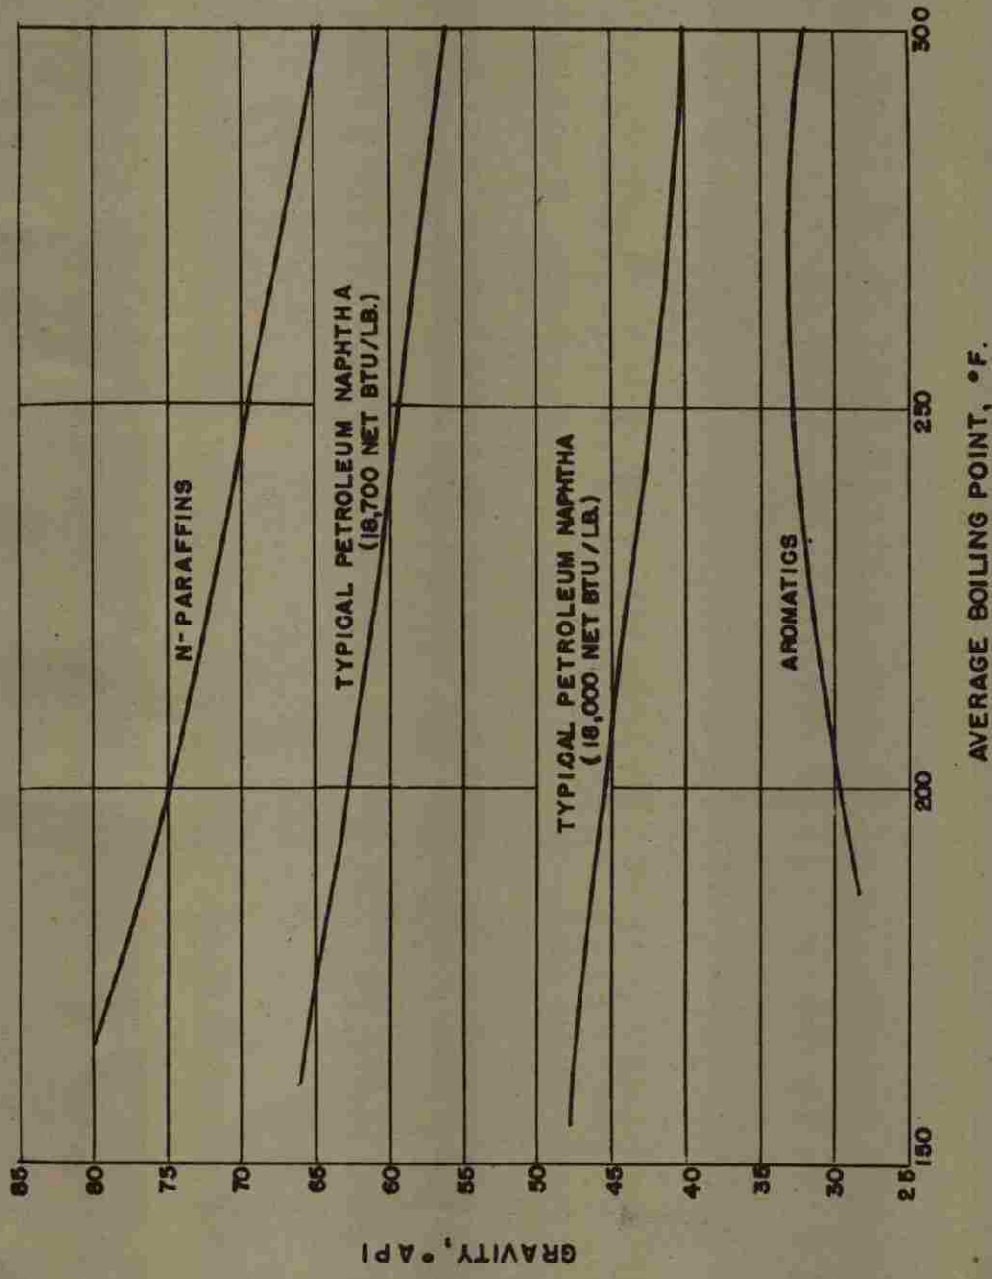 85
80
75
70
65
60
55
50
45
40
35
30
25
150
200
250
300
GRAVITY, °API
N-PARAFFINS
TYPICAL PETROLEUM NAPHTHA
(18,700 NET BTU/LB.)
TYPICAL PETROLEUM NAPHTHA
(18,000 NET BTU/LB.)
AROMATICS
AVERAGE BOILING POINT, °F.